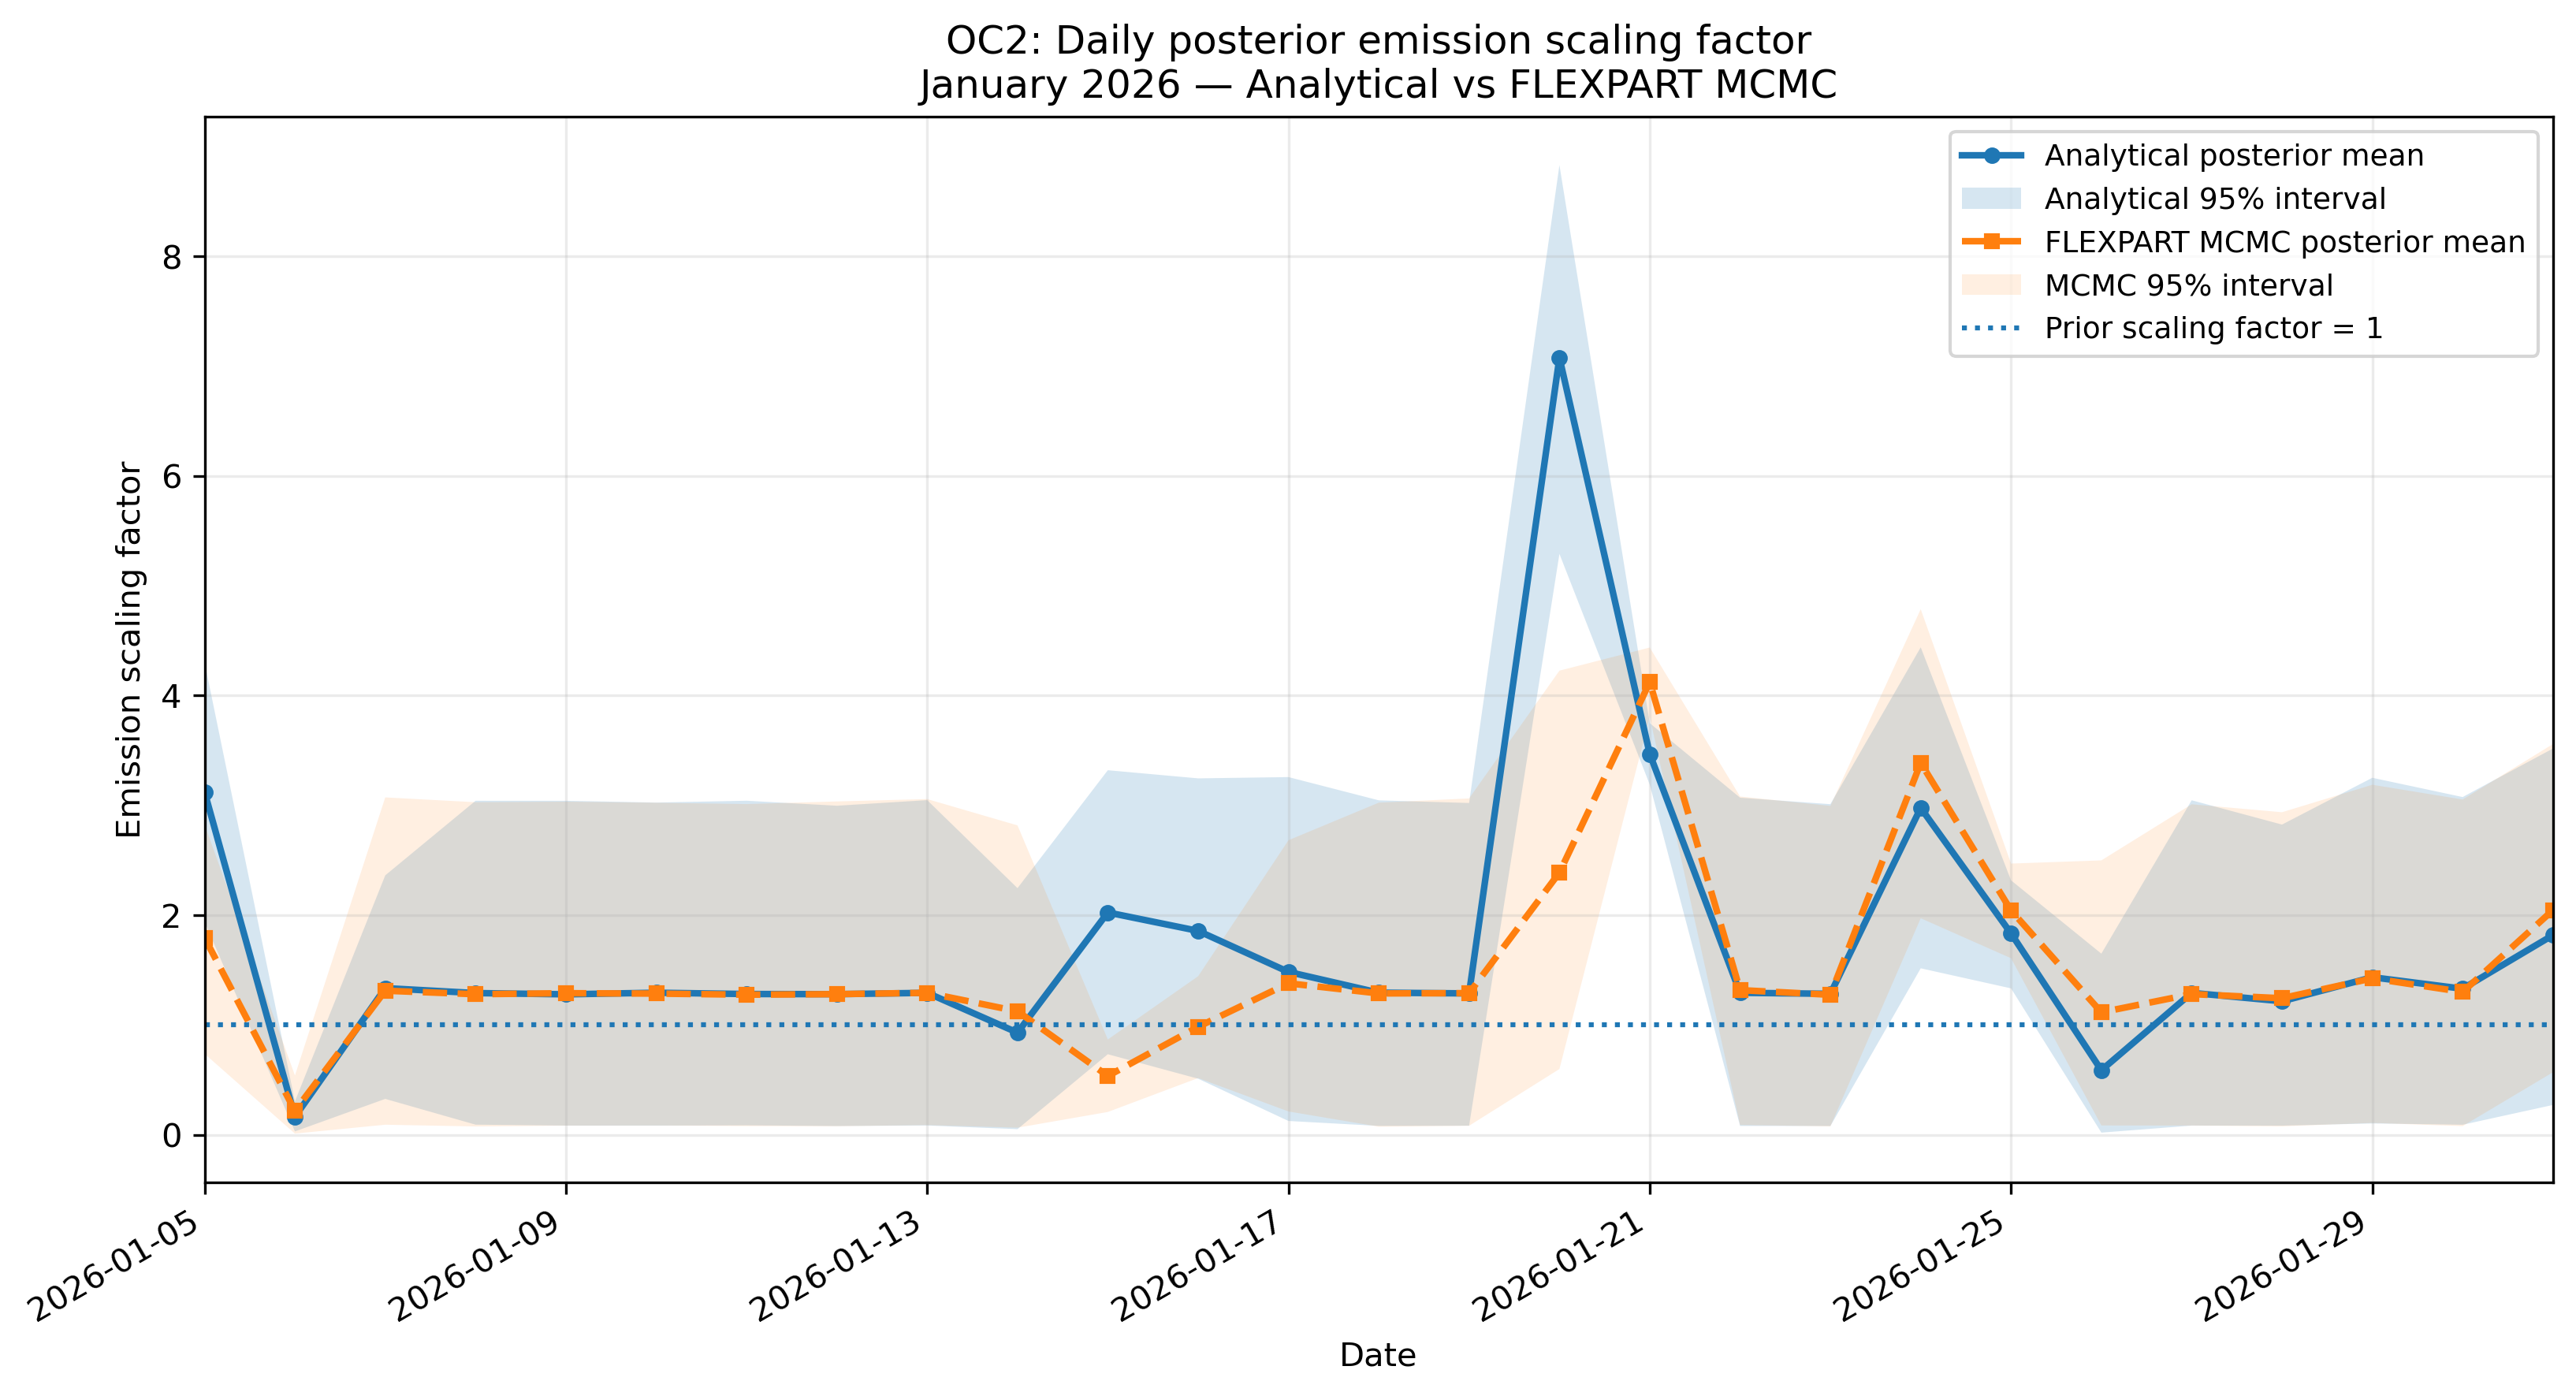 OC2: Daily posterior emission scaling factor
January 2026 — Analytical vs FLEXPART MCMC
Analytical posterior mean
Analytical 95% interval
FLEXPART MCMC posterior mean
MCMC 95% interval
Prior scaling factor = 1
Emission scaling factor
8
6
4
2
0
2026-01-05
2026-01-09
2026-01-13
2026-01-17
2026-01-21
2026-01-25
2026-01-29
Date